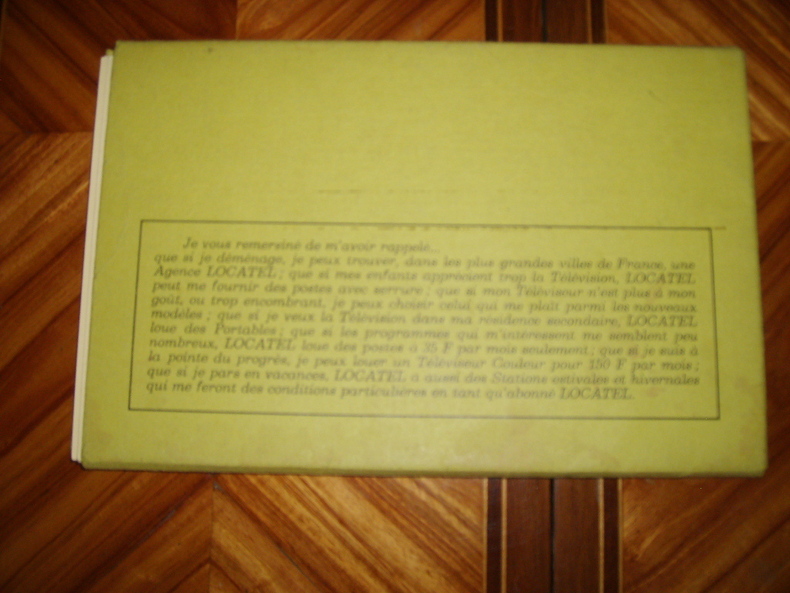 Je vous remersiné de m'avoir rappelé...
que si je déménage, je peux trouver, dans les plus grandes villes de France, une
Agence LOCATEL ; que si mes enfants apprécient trop la Télévision, LOCATEL
peut me fournir des postes avec serrure ; que si mon Téléviseur n'est plus à mon
goût, ou trop encombrant, je peux choisir celui qui me plaît parmi les nouveaux
modèles ; que si je veux la Télévision dans ma résidence secondaire, LOCATEL
loue des Portables ; que si les programmes qui m'intéressent me semblent peu
nombreux, LOCATEL loue des postes à 35 F par mois seulement ; que si je suis à
la pointe du progrès, je peux louer un Téléviseur Couleur pour 150 F par mois ;
que si je pars en vacances, LOCATEL a aussi des Stations estivales et hivernales
qui me feront des conditions particulières en tant qu'abonné LOCATEL.